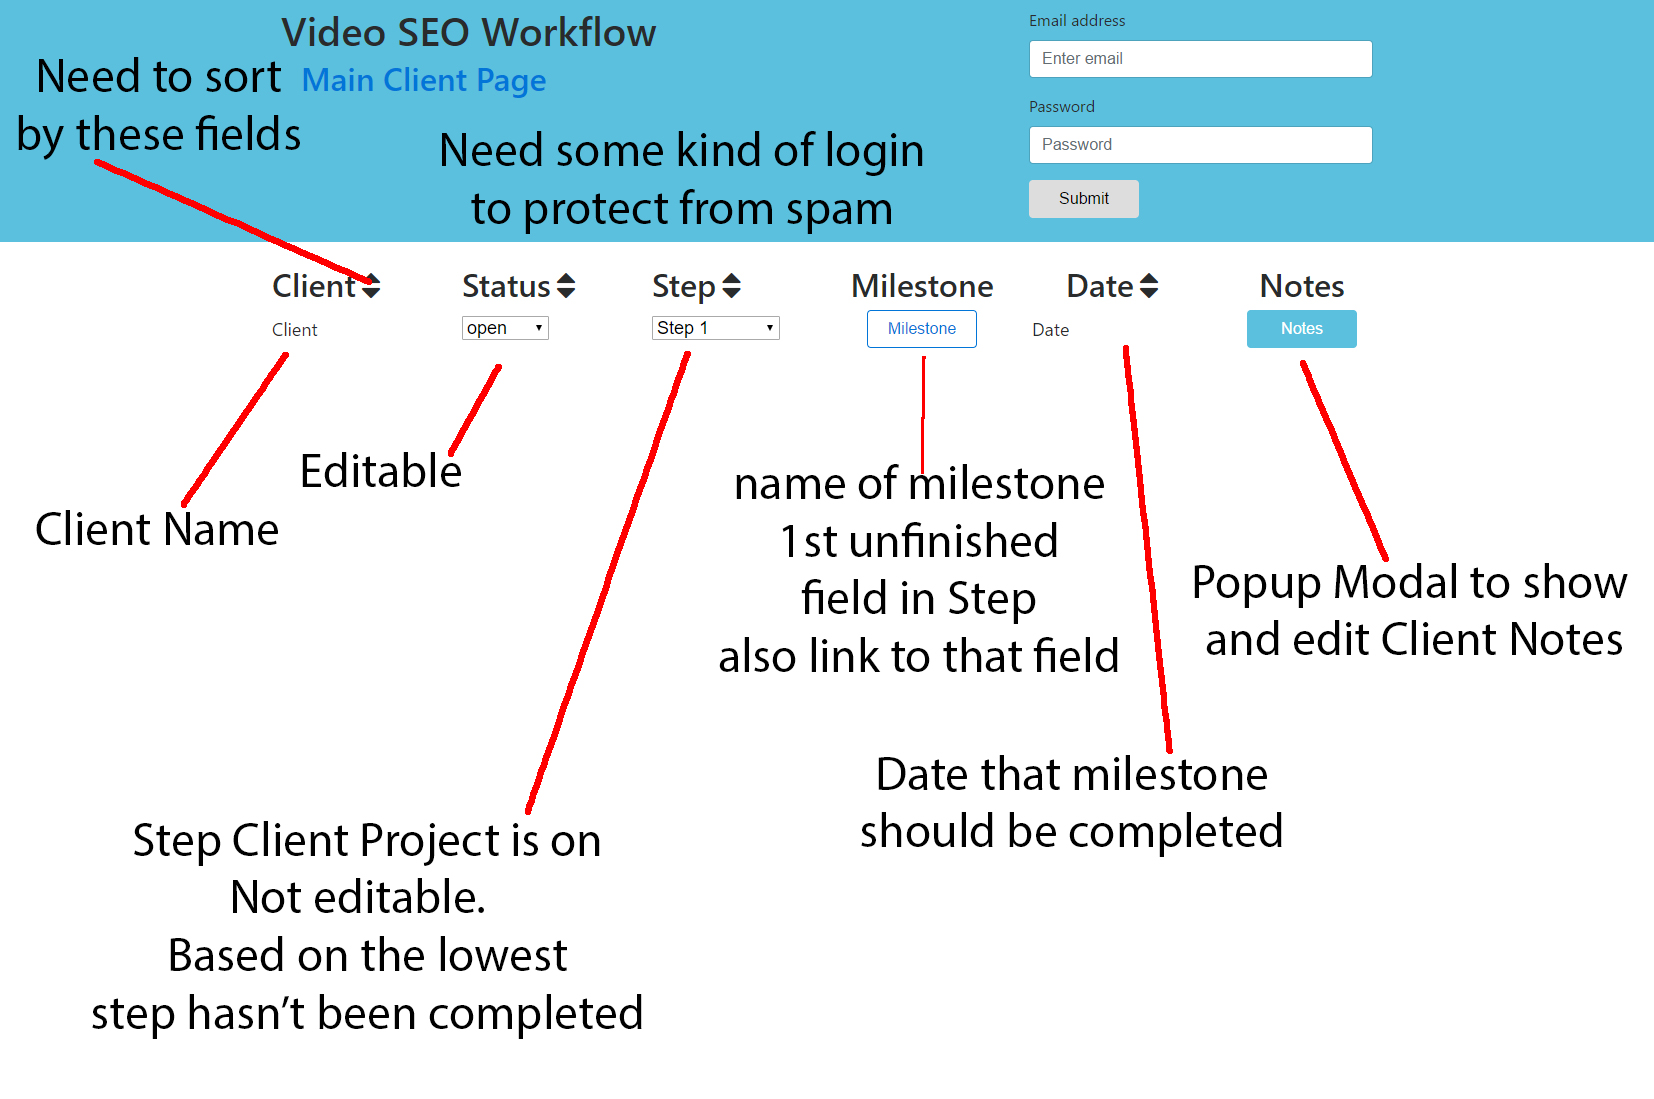 Video SEO Workflow
Main Client Page
Need to sort
by these fields
Need some kind of login
to protect from spam
Email address
Enter email
Password
Password
Submit
Client Status Step Milestone Date Notes
Client open Step 1 Milestone Date Notes
Editable
Client Name
name of milestone
1st unfinished
field in Step
also link to that field
Popup Modal to show
and edit Client Notes
Date that milestone
should be completed
Step Client Project is on
Not editable.
Based on the lowest
step hasn't been completed